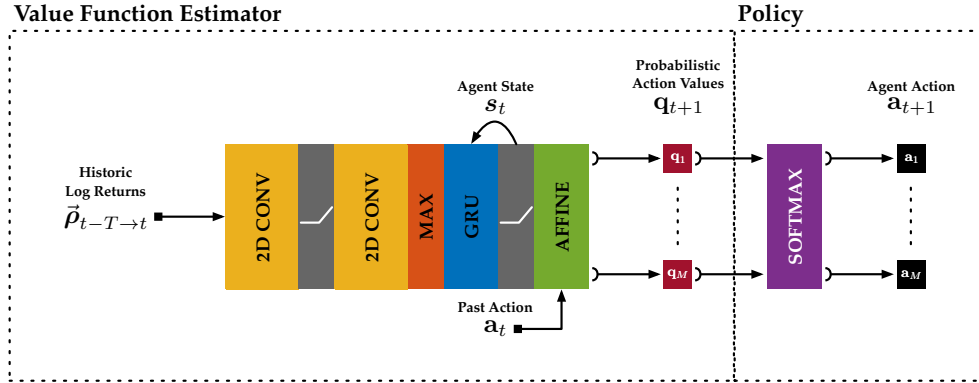 Value Function Estimator
Policy
Probabilistic
Action Values
q_{t+1}
Agent Action
a_{t+1}
Agent State
s_t
Historic
Log Returns
\vec{ρ}_{t−T→t}
2D CONV
2D CONV
MAX
GRU
AFFINE
q_1
q_M
SOFTMAX
a_1
a_M
Past Action
a_t